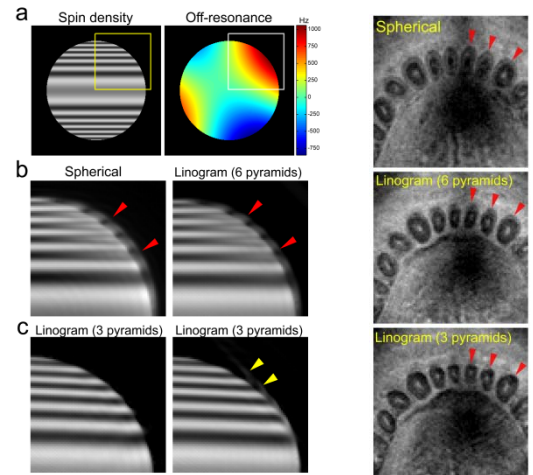 a
Spin density
Off-resonance
Hz
1000
750
500
250
0
-250
-500
-750
b
Spherical
Linogram (6 pyramids)
c
Linogram (3 pyramids)
Linogram (3 pyramids)
Spherical
Linogram (6 pyramids)
Linogram (3 pyramids)